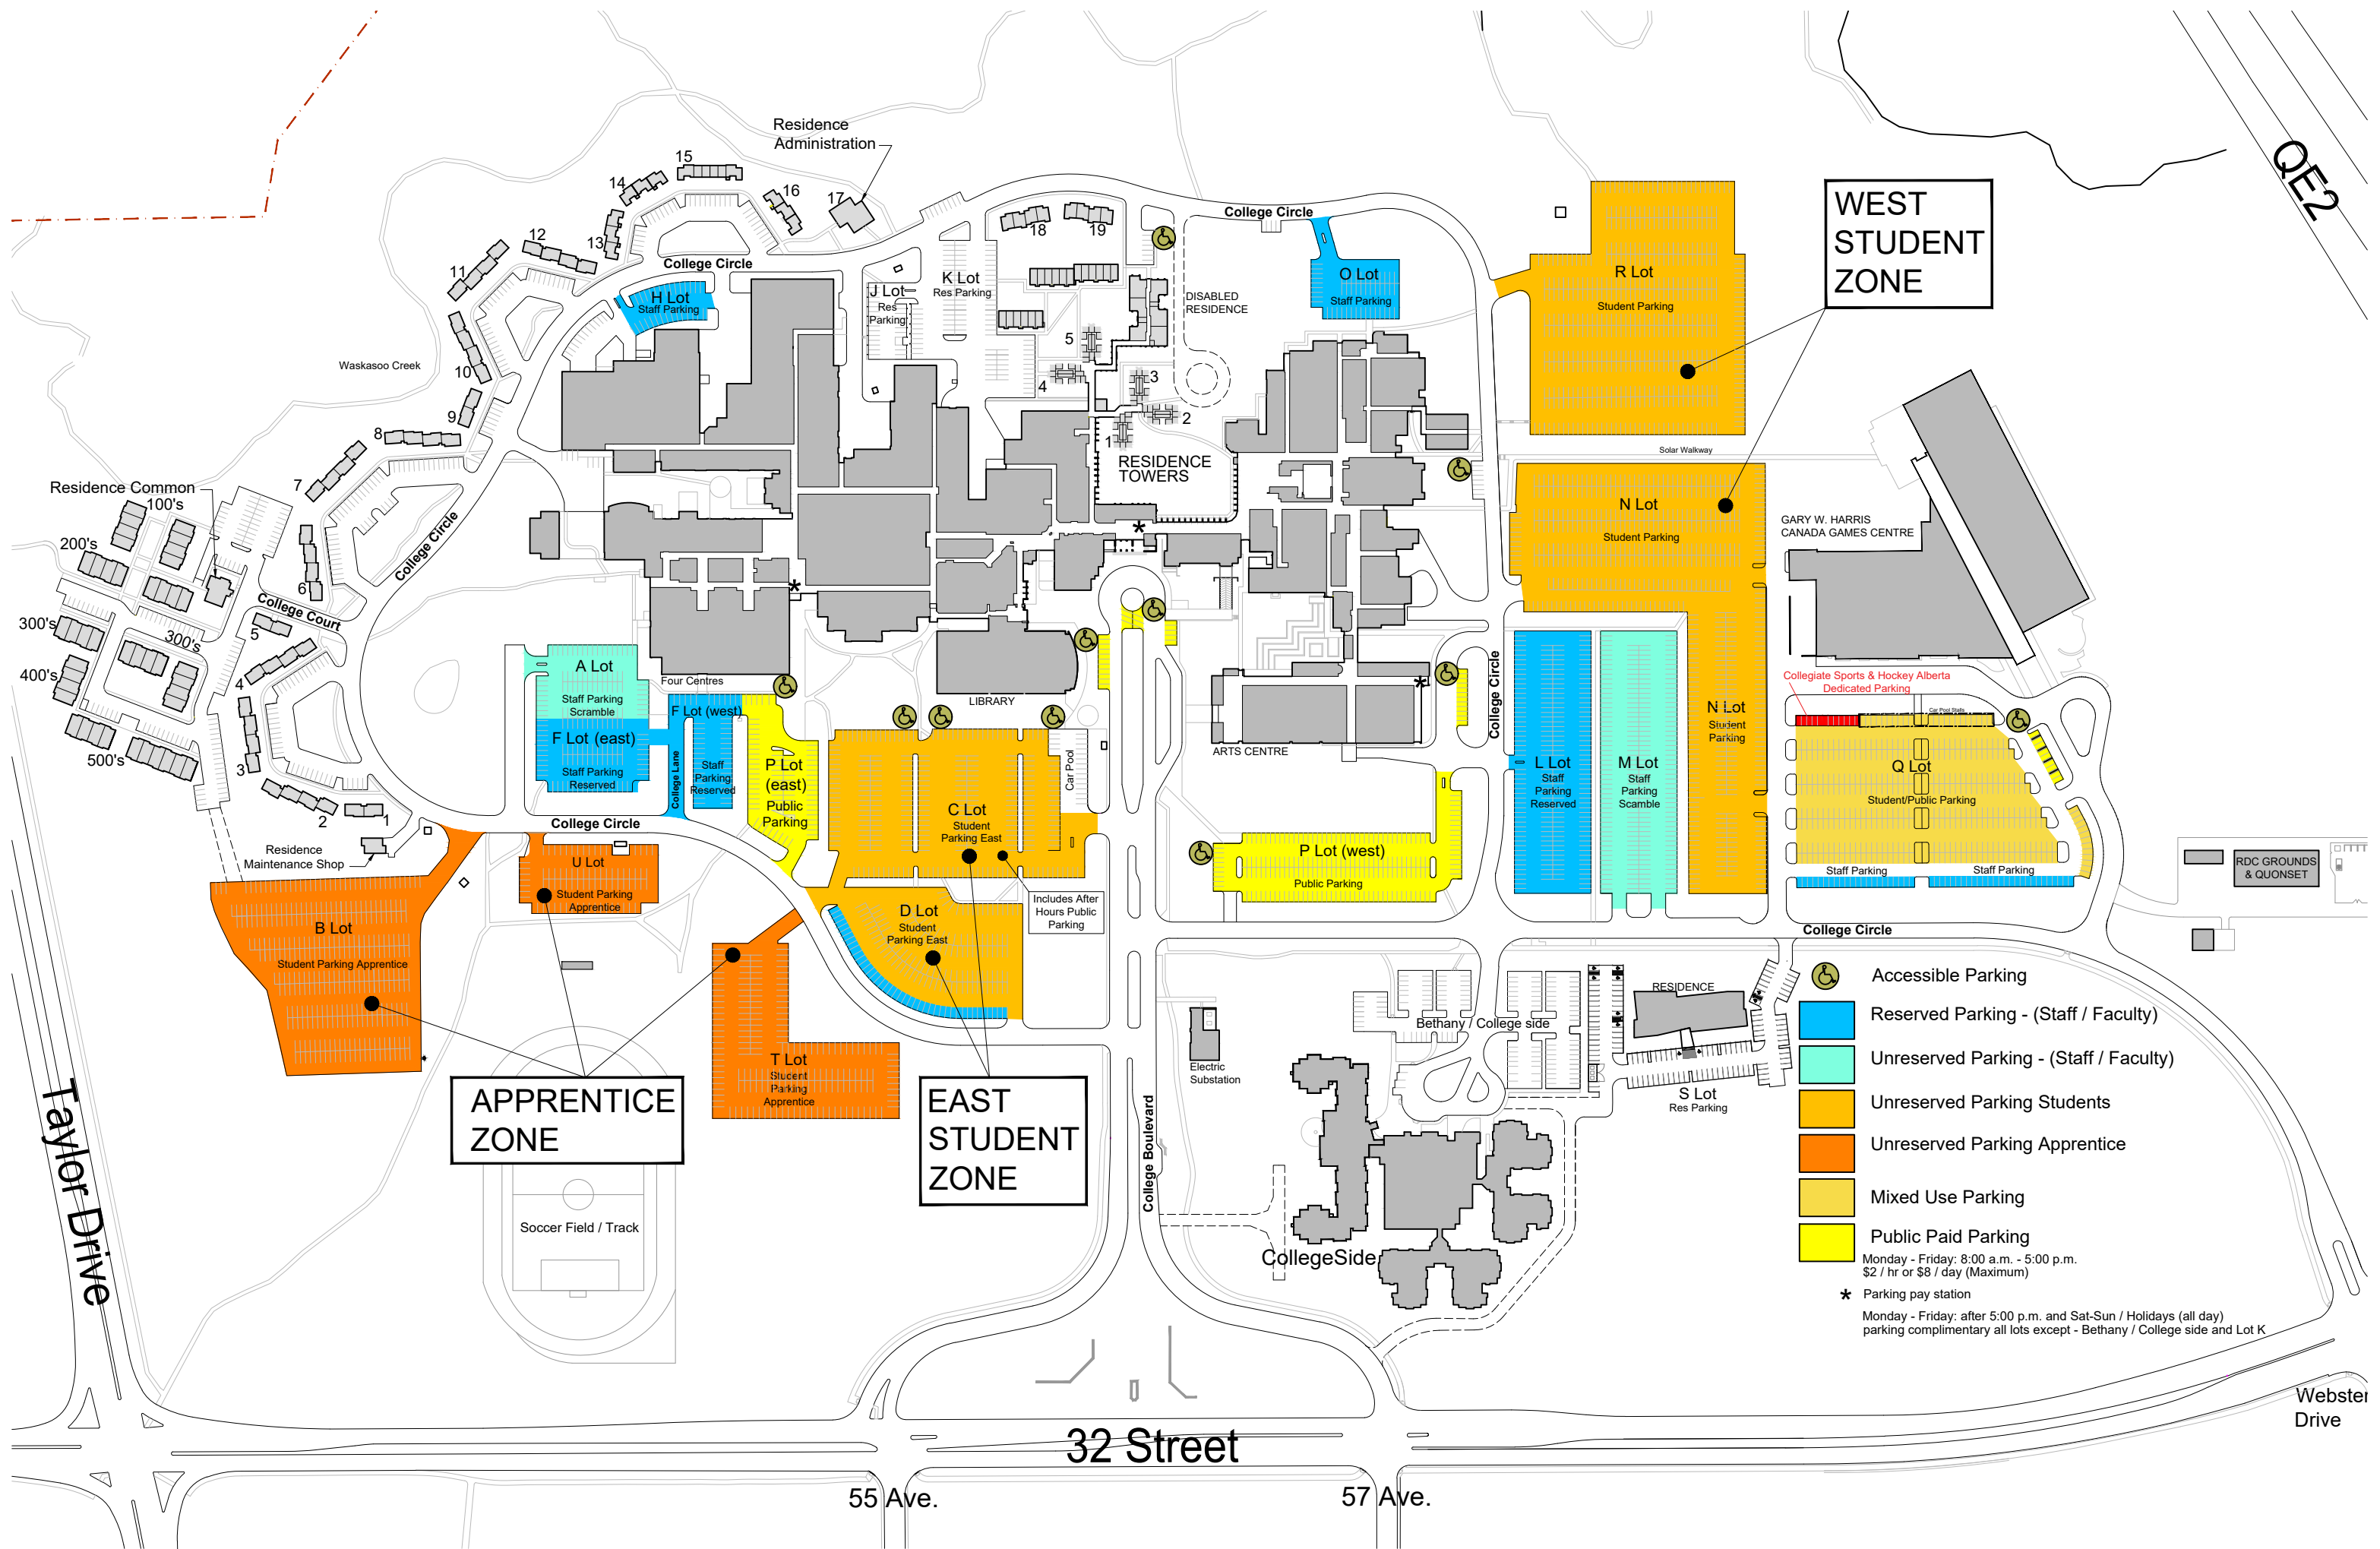 QE2
Residence
Administration
15
14
16
17
12
13
11
10
9
8
7
6
5
4
3
2
1
College Circle
College Circle
College Circle
H Lot
Staff Parking
J Lot
Res
Parking
K Lot
Res Parking
18
19
5
4
3
2
1
DISABLED
RESIDENCE
RESIDENCE
TOWERS
O Lot
Staff Parking
R Lot
Student Parking
WEST
STUDENT
ZONE
Waskasoo Creek
Solar Walkway
N Lot
Student Parking
GARY W. HARRIS
CANADA GAMES CENTRE
Residence Common
100's
200's
300's
300's
400's
500's
College Court
*
*
*
A Lot
Staff Parking
Scramble
F Lot (east)
Staff Parking
Reserved
F Lot (west)
Staff
Parking
Reserved
College Lane
Four Centres
P Lot
(east)
Public
Parking
LIBRARY
Car Pool
C Lot
Student
Parking East
Includes After
Hours Public
Parking
D Lot
Student
Parking East
ARTS CENTRE
P Lot (west)
Public Parking
College Circle
L Lot
Staff
Parking
Reserved
M Lot
Staff
Parking
Scamble
N Lot
Student
Parking
Collegiate Sports & Hockey Alberta
Dedicated Parking
Car Pool Stalls
Q Lot
Student/Public Parking
Staff Parking
Staff Parking
RDC GROUNDS
& QUONSET
College Circle
Residence
Maintenance Shop
College Circle
U Lot
Student Parking
Apprentice
B Lot
Student Parking Apprentice
T Lot
Student
Parking
Apprentice
APPRENTICE
ZONE
EAST
STUDENT
ZONE
Soccer Field / Track
Taylor Drive
College Boulevard
Electric
Substation
Bethany / College side
RESIDENCE
S Lot
Res Parking
CollegeSide
Accessible Parking
Reserved Parking - (Staff / Faculty)
Unreserved Parking - (Staff / Faculty)
Unreserved Parking Students
Unreserved Parking Apprentice
Mixed Use Parking
Public Paid Parking
Monday - Friday: 8:00 a.m. - 5:00 p.m.
$2 / hr or $8 / day (Maximum)
* Parking pay station
Monday - Friday: after 5:00 p.m. and Sat-Sun / Holidays (all day)
parking complimentary all lots except - Bethany / College side and Lot K
Webster
Drive
32 Street
55 Ave.
57 Ave.